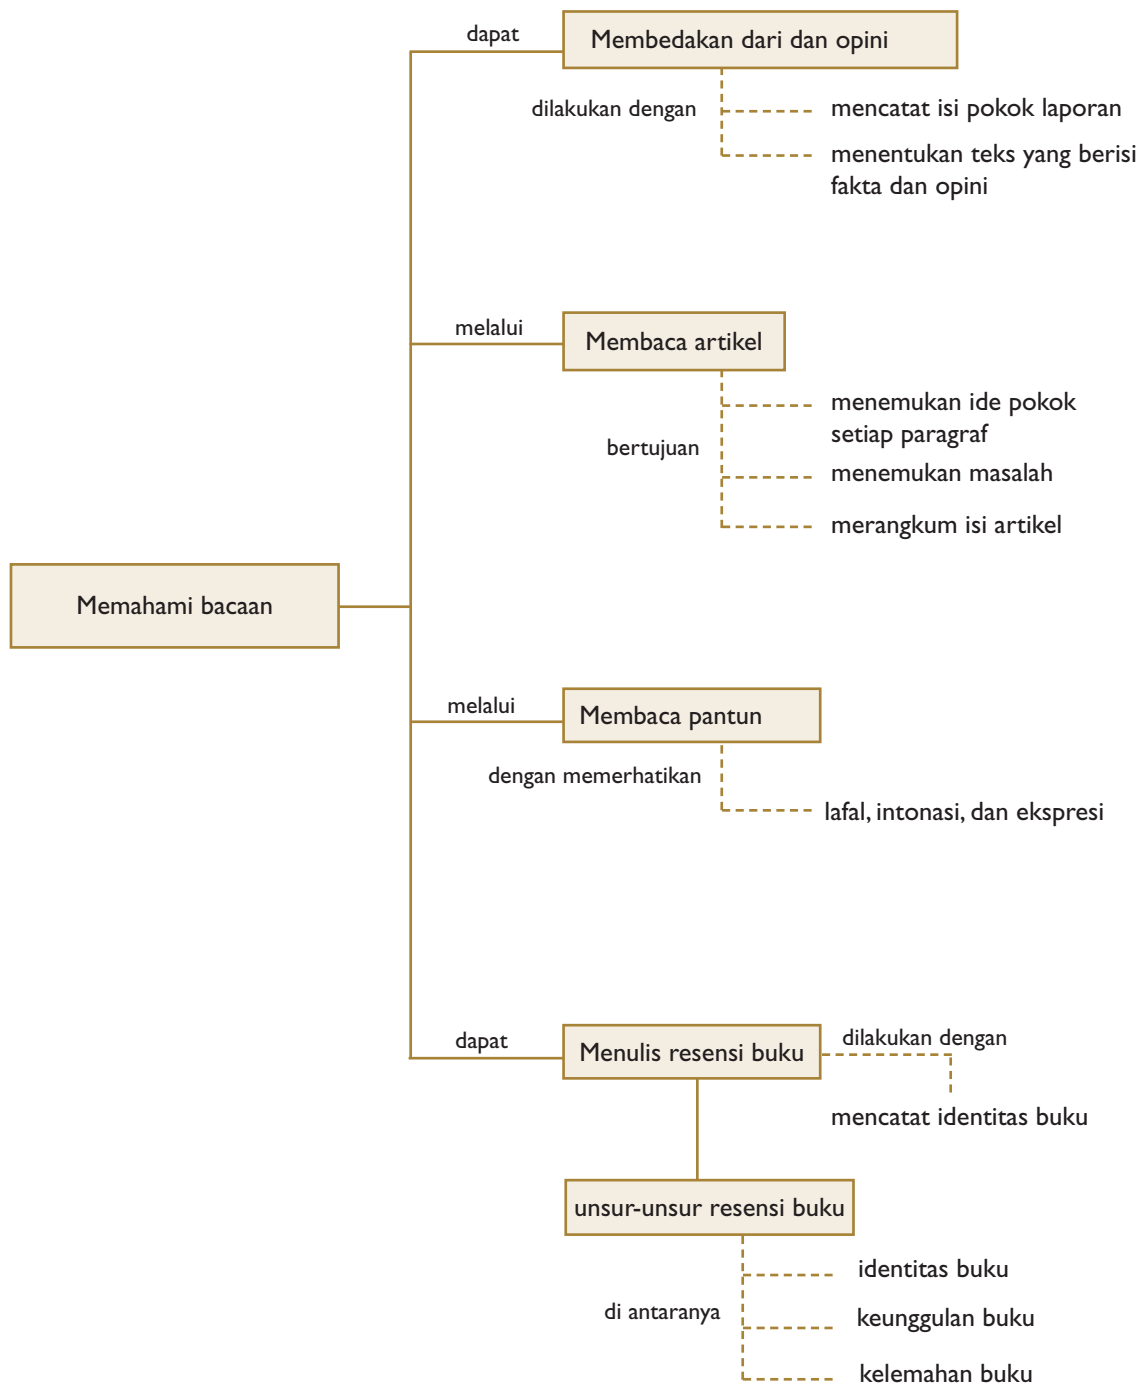 dapat
Membedakan dari dan opini
dilakukan dengan
mencatat isi pokok laporan
menentukan teks yang berisi
fakta dan opini
melalui
Membaca artikel
bertujuan
menemukan ide pokok
setiap paragraf
menemukan masalah
merangkum isi artikel
Memahami bacaan
melalui
Membaca pantun
dengan memerhatikan
lafal, intonasi, dan ekspresi
dapat
Menulis resensi buku
dilakukan dengan
mencatat identitas buku
unsur-unsur resensi buku
di antaranya
identitas buku
keunggulan buku
kelemahan buku